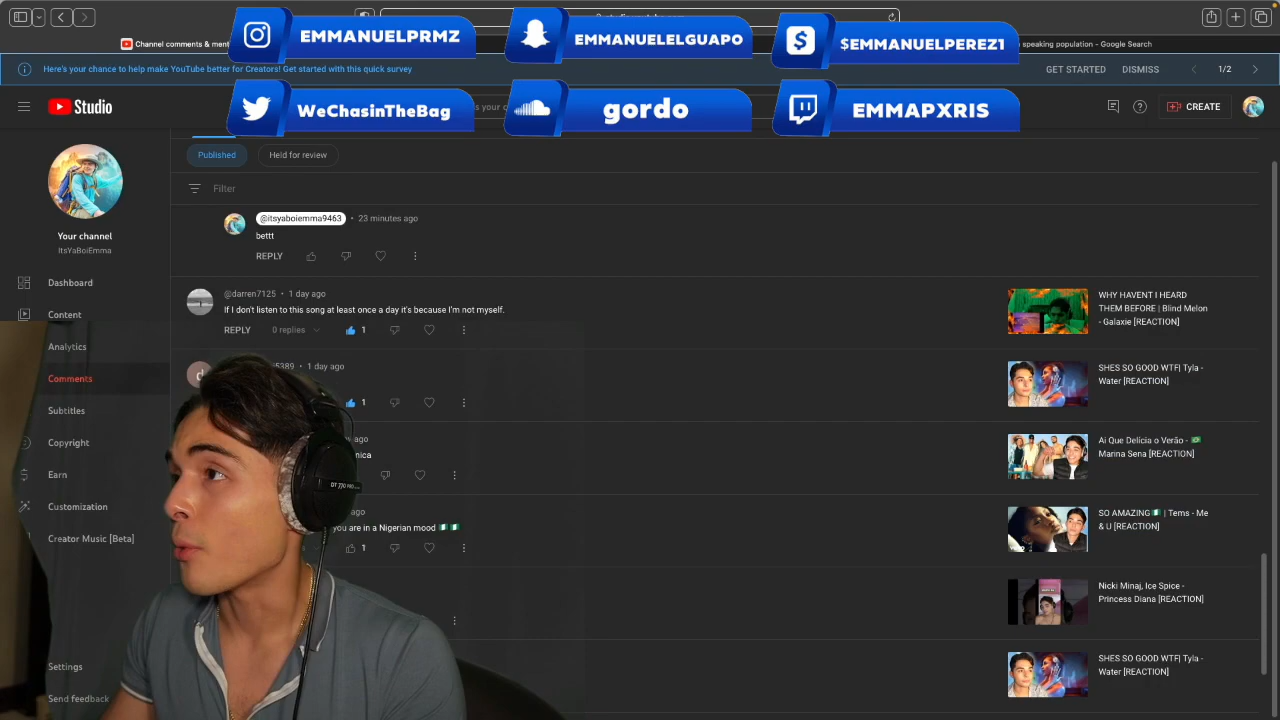 EMMANUELPRMZ
EMMANUELELGUAPO
$EMMANUELPEREZ1
Channel comments & ment
speaking population - Google Search
Here's your chance to help make YouTube better for Creators! Get started with this quick survey
GET STARTED
DISMISS
1/2
Studio
WeChasinTheBag
gordo
EMMAPXRIS
CREATE
Published
Held for review
Filter
Your channel
ItsYaBoiEmma
Dashboard
Content
Analytics
Comments
Subtitles
Copyright
Earn
Customization
Creator Music [Beta]
Settings
Send feedback
@itsyaboiemma9463 • 23 minutes ago
bettt
REPLY
@darren7125 • 1 day ago
If I don't listen to this song at least once a day it's because I'm not myself.
REPLY 0 replies 1
WHY HAVENT I HEARD
THEM BEFORE | Blind Melon
- Galaxie [REACTION]
5389 • 1 day ago
1
SHES SO GOOD WTF| Tyla -
Water [REACTION]
ago
nica
Ai Que Delícia o Verão - 🇧🇷
Marina Sena [REACTION]
ago
you are in a Nigerian mood 🇳🇬 🇳🇬
1
SO AMAZING🇳🇬 | Tems - Me
& U [REACTION]
Nicki Minaj, Ice Spice -
Princess Diana [REACTION]
SHES SO GOOD WTF| Tyla -
Water [REACTION]